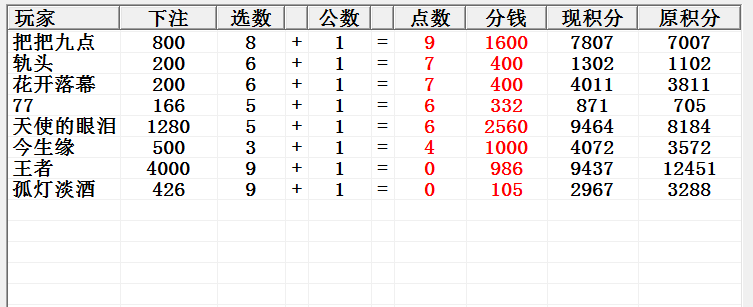 玩家 下注 选数 公数 点数 分钱 现积分 原积分
把把九点 800 8 + 1 = 9 1600 7807 7007
轨头 200 6 + 1 = 7 400 1302 1102
花开落幕 200 6 + 1 = 7 400 4011 3811
77 166 5 + 1 = 6 332 871 705
天使的眼泪 1280 5 + 1 = 6 2560 9464 8184
今生缘 500 3 + 1 = 4 1000 4072 3572
王者 4000 9 + 1 = 0 986 9437 12451
孤灯淡酒 426 9 + 1 = 0 105 2967 3288